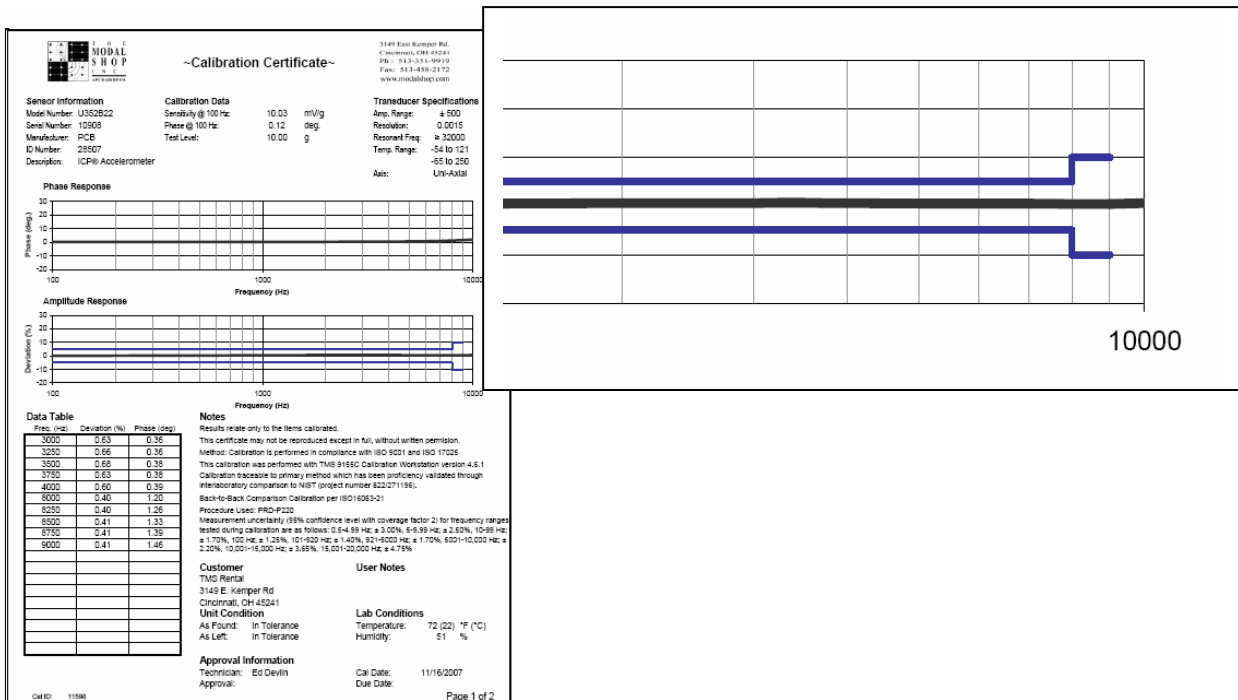 THE
MODAL
SHOP
INC
~Calibration Certificate~
3149 East Kemper Rd.
Cincinnati, OH 45241
Ph : 513-351-9919
Fax: 513-458-2172
www.modalshop.com
Sensor Information
Model Number: U352B22
Serial Number: 10908
Manufacturer: PCB
ID Number: 28507
Description: ICP® Accelerometer
Calibration Data
Sensitivity @ 100 Hz: 10.03 mV/g
Phase @ 100 Hz: 0.12 deg.
Test Level: 10.00 g
Transducer Specifications
Amp. Range: ± 500
Resolution: 0.0015
Resonant Freq: ≥ 32000
Temp. Range: -54 to 121
-65 to 250
Axis: Uni-Axial
Phase Response
Phase (deg.)
30
20
10
0
-10
-20
100 1000 10000
Frequency (Hz)
Amplitude Response
Deviation (%)
30
20
10
0
-10
-20
100 1000 10000
Frequency (Hz)
10000
Data Table
Freq. (Hz) Deviation (%) Phase (deg)
3000 0.63 0.36
3250 0.66 0.36
3500 0.68 0.38
3750 0.63 0.38
4000 0.60 0.39
8000 0.40 1.20
8250 0.40 1.26
8500 0.41 1.33
8750 0.41 1.39
9000 0.41 1.46
Notes
Results relate only to the items calibrated.
This certificate may not be reproduced except in full, without written permision.
Method: Calibration is performed in compliance with ISO 9001 and ISO 17025
This calibration was performed with TMS 9155C Calibration Workstation version 4.6.1
Calibration traceable to primary method which has been proficiency validated through
interlaboratory comparison to NIST (project number 822/271196).
Back-to-Back Comparison Calibration per ISO16063-21
Procedure Used: PRD-P220
Measurement uncertainty (95% confidence level with coverage factor 2) for frequency ranges
tested during calibration are as follows: 0.5-4.99 Hz; ± 3.00%, 5-9.99 Hz; ± 2.50%, 10-99 Hz;
± 1.70%, 100 Hz; ± 1.25%, 101-920 Hz; ± 1.40%, 921-5000 Hz; ± 1.70%, 5001-10,000 Hz; ±
2.20%, 10,001-15,000 Hz; ± 3.65%, 15,001-20,000 Hz; ± 4.75%
Customer
TMS Rental
3149 E. Kemper Rd
Cincinnati, OH 45241
User Notes
Unit Condition
As Found: In Tolerance
As Left: In Tolerance
Lab Conditions
Temperature: 72 (22) °F (°C)
Humidity: 51 %
Approval Information
Technician: Ed Devlin
Approval:
Cal Date: 11/16/2007
Due Date:
Cal ID: 11598
Page 1 of 2